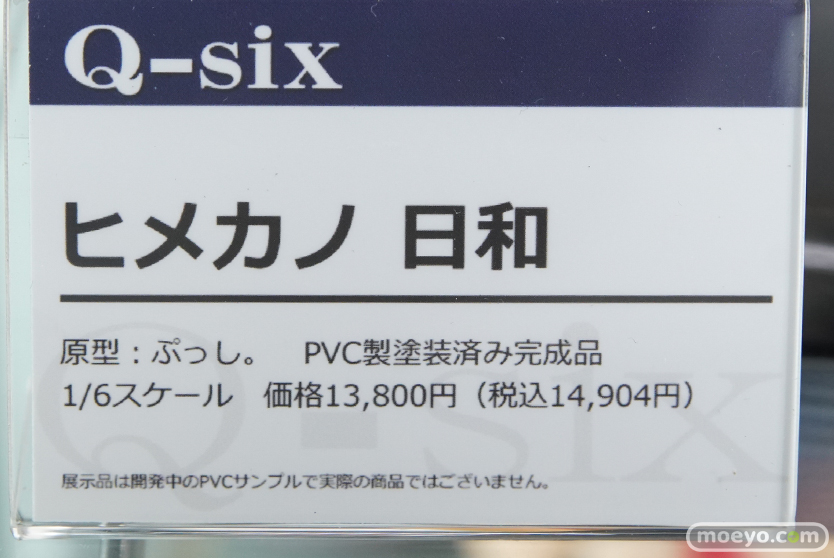 Q-six
ヒメカノ 日和
原型：ぷっし。　PVC製塗装済み完成品
1/6スケール　価格13,800円（税込14,904円）
展示品は開発中のPVCサンプルで実際の商品ではございません。
Q-six
moeyo.com